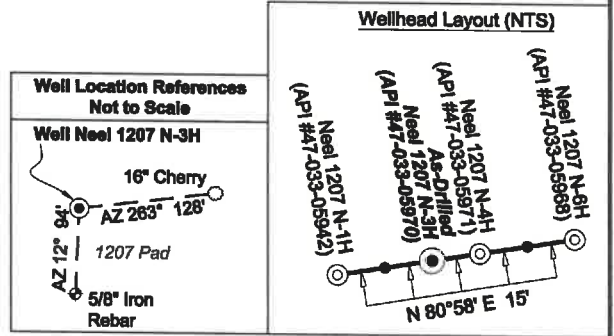 Well Location References
Not to Scale
Well Neel 1207 N-3H
16" Cherry
AZ 263° 128'
AZ 12° 94'
1207 Pad
5/8" Iron
Rebar
Wellhead Layout (NTS)
Neel 1207 N-1H
(API #47-033-05942)
As-Drilled
Neel 1207 N-3H
(API #47-033-05970)
Neel 1207 N-4H
(API #47-033-05971)
Neel 1207 N-6H
(API #47-033-05968)
N 80°58' E 15'